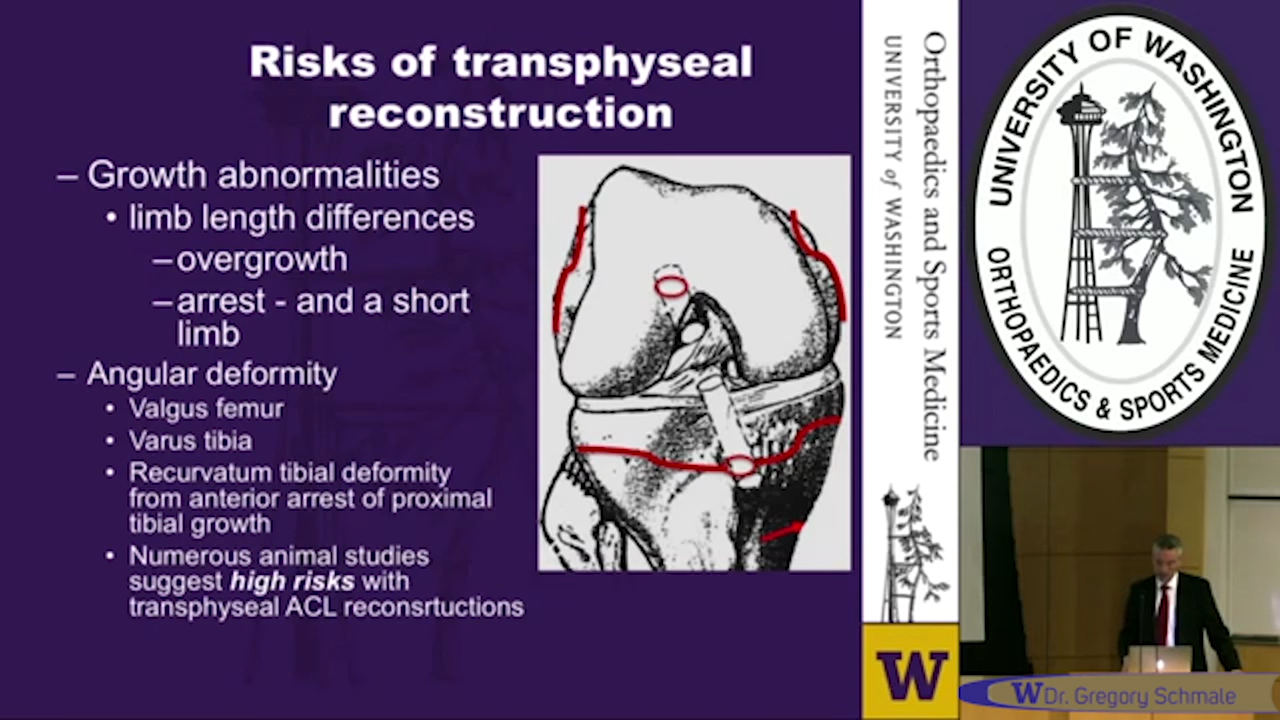 Risks of transphyseal
reconstruction
– Growth abnormalities
• limb length differences
– overgrowth
– arrest - and a short
limb
– Angular deformity
• Valgus femur
• Varus tibia
• Recurvatum tibial deformity
from anterior arrest of proximal
tibial growth
• Numerous animal studies
suggest high risks with
transphyseal ACL reconsrtuctions
Orthopaedics and Sports Medicine
UNIVERSITY of WASHINGTON
W
UNIVERSITY OF WASHINGTON
ORTHOPAEDICS & SPORTS MEDICINE
W Dr. Gregory Schmale